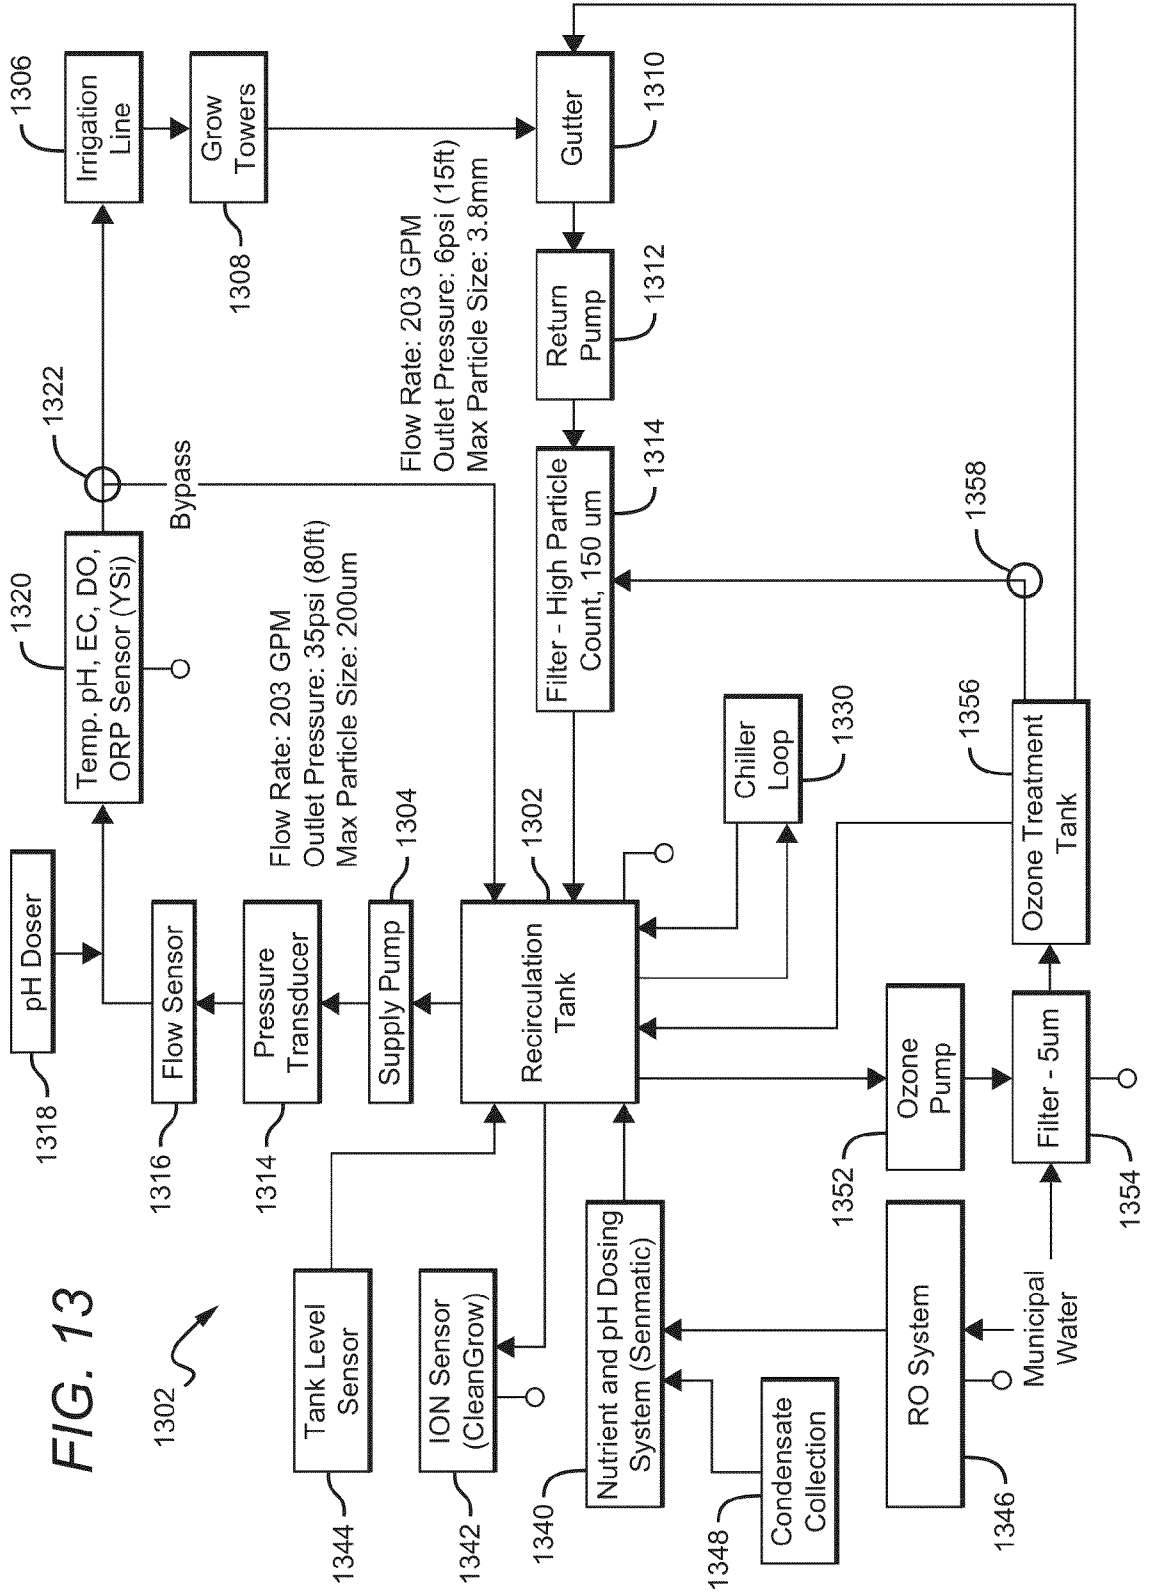 FIG. 13
1302
pH Doser
1318
Flow Sensor
1316
Pressure
Transducer
1314
Supply Pump
1304
Flow Rate: 203 GPM
Outlet Pressure: 35psi (80ft)
Max Particle Size: 200um
Temp. pH, EC, DO,
ORP Sensor (YSi)
1320
Bypass
1322
Irrigation
Line
1306
Grow
Towers
1308
Flow Rate: 203 GPM
Outlet Pressure: 6psi (15ft)
Max Particle Size: 3.8mm
Gutter
1310
Return
Pump
1312
Filter - High Particle
Count, 150 um
1314
Recirculation
Tank
1302
Tank Level
Sensor
1344
ION Sensor
(CleanGrow)
1342
Nutrient and pH Dosing
System (Senmatic)
1340
Condensate
Collection
1348
RO System
1346
Municipal
Water
Ozone
Pump
1352
Filter - 5um
1354
Chiller
Loop
1330
Ozone Treatment
Tank
1356
1358